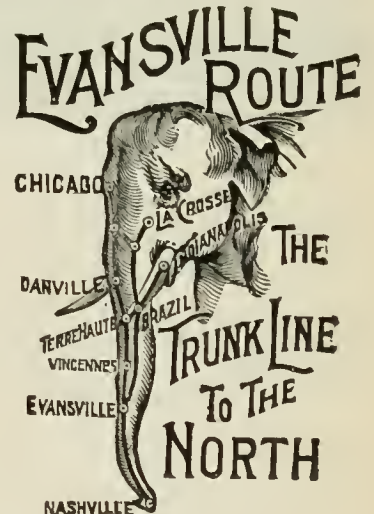 EVANSVILLE
ROUTE
CHICAGO
LA CROSSE
INDIANAPOLIS
THE
DANVILLE
TERRE HAUTE
BRAZIL
TRUNK LINE
VINCENNES
TO THE
EVANSVILLE
NORTH
NASHVILLE